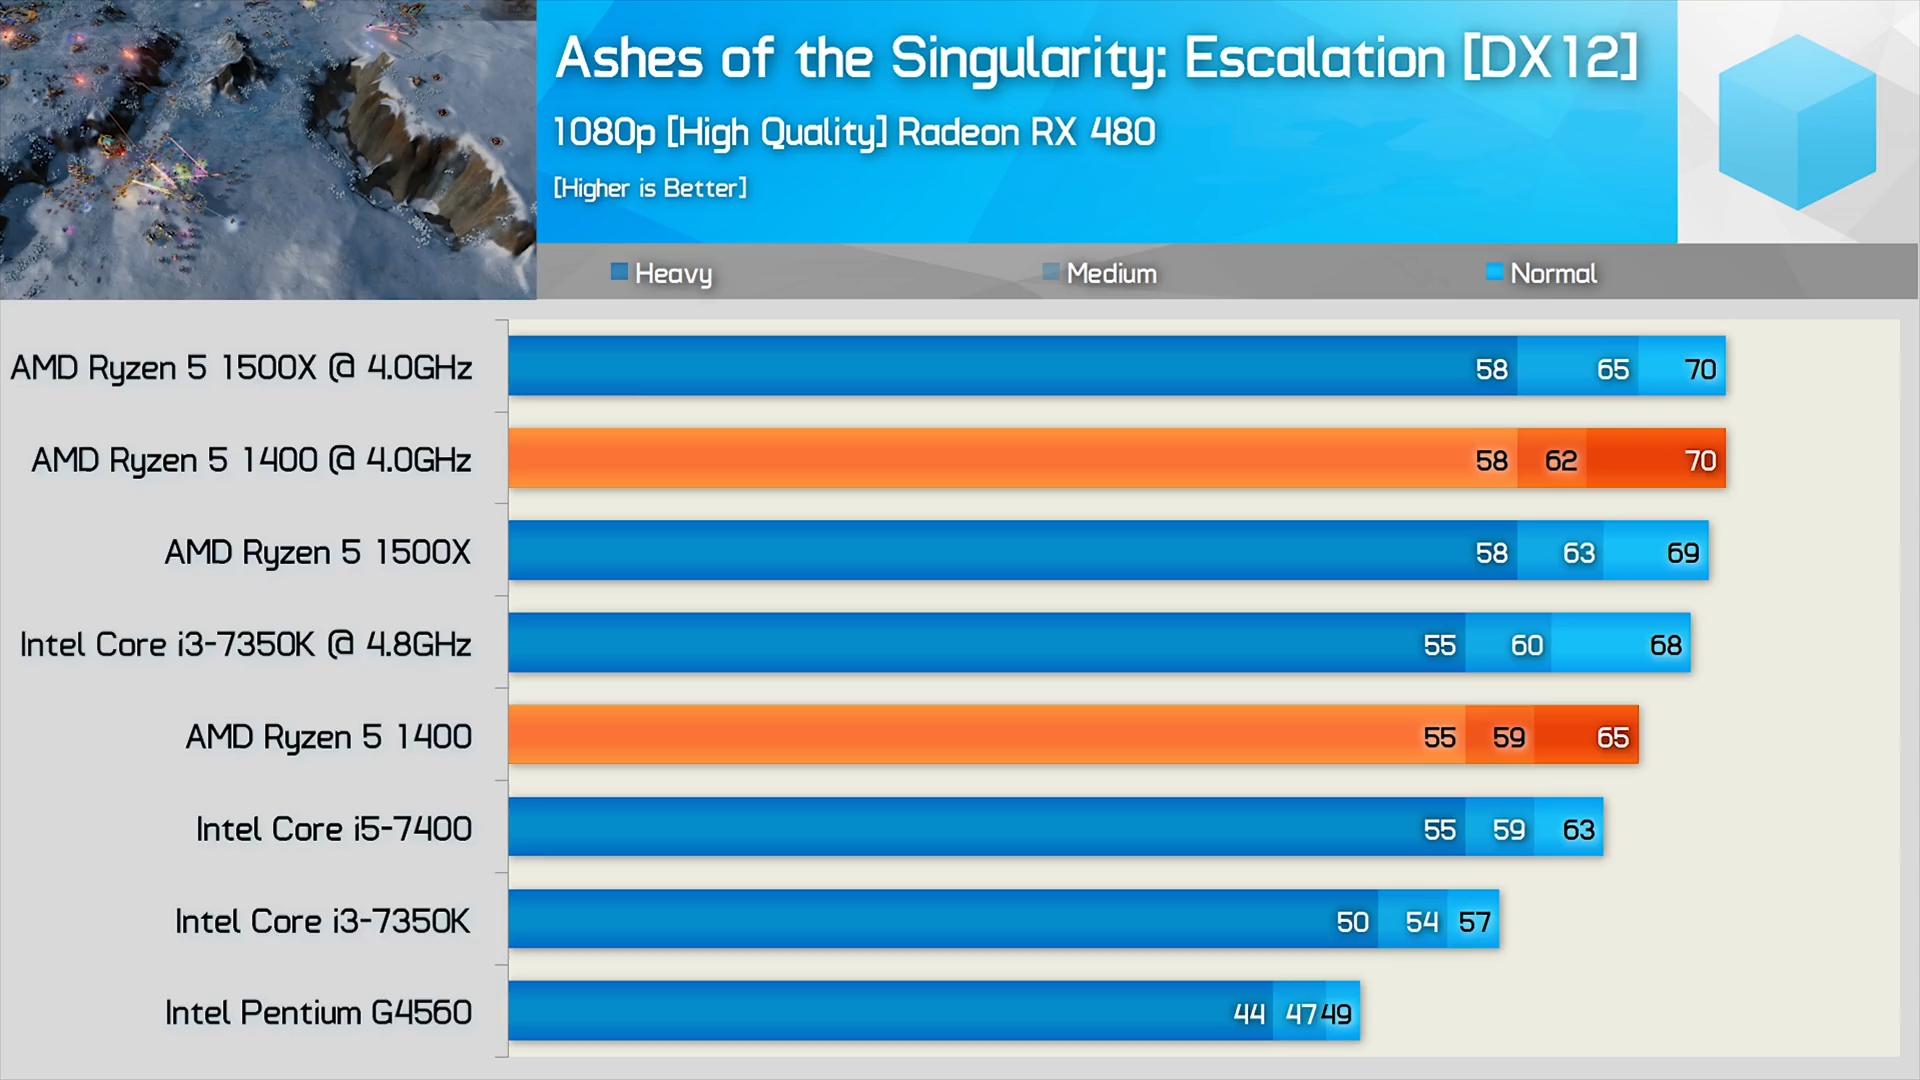 Ashes of the Singularity: Escalation [DX12]
1080p [High Quality] Radeon RX 480
[Higher is Better]
Heavy Medium Normal
AMD Ryzen 5 1500X @ 4.0GHz 58 65 70
AMD Ryzen 5 1400 @ 4.0GHz 58 62 70
AMD Ryzen 5 1500X 58 63 69
Intel Core i3-7350K @ 4.8GHz 55 60 68
AMD Ryzen 5 1400 55 59 65
Intel Core i5-7400 55 59 63
Intel Core i3-7350K 50 54 57
Intel Pentium G4560 44 47 49